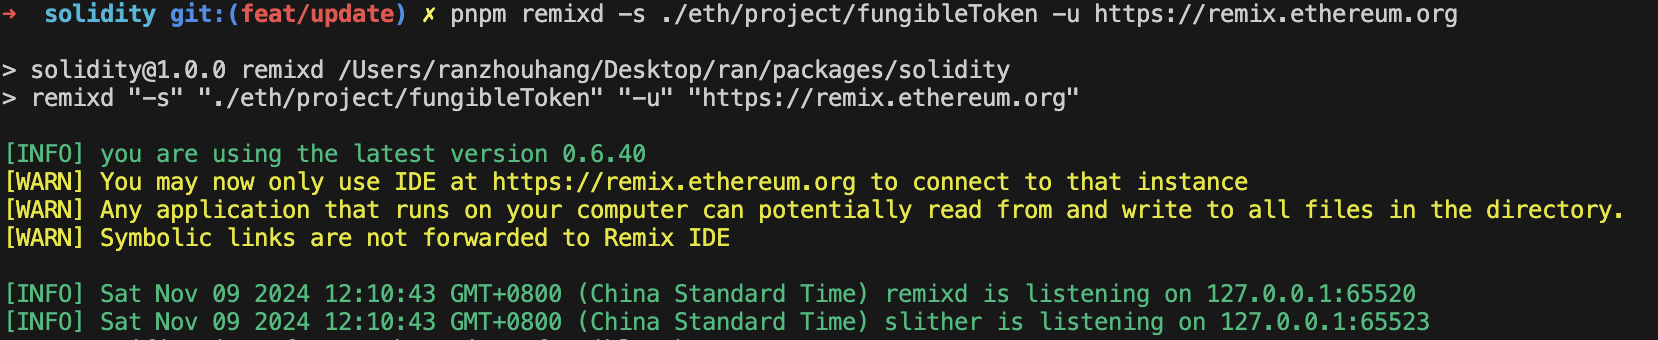 → solidity git:(feat/update) ✗ pnpm remixd -s ./eth/project/fungibleToken -u https://remix.ethereum.org
> solidity@1.0.0 remixd /Users/ranzhouhang/Desktop/ran/packages/solidity
> remixd "-s" "./eth/project/fungibleToken" "-u" "https://remix.ethereum.org"
[INFO] you are using the latest version 0.6.40
[WARN] You may now only use IDE at https://remix.ethereum.org to connect to that instance
[WARN] Any application that runs on your computer can potentially read from and write to all files in the directory.
[WARN] Symbolic links are not forwarded to Remix IDE
[INFO] Sat Nov 09 2024 12:10:43 GMT+0800 (China Standard Time) remixd is listening on 127.0.0.1:65520
[INFO] Sat Nov 09 2024 12:10:43 GMT+0800 (China Standard Time) slither is listening on 127.0.0.1:65523